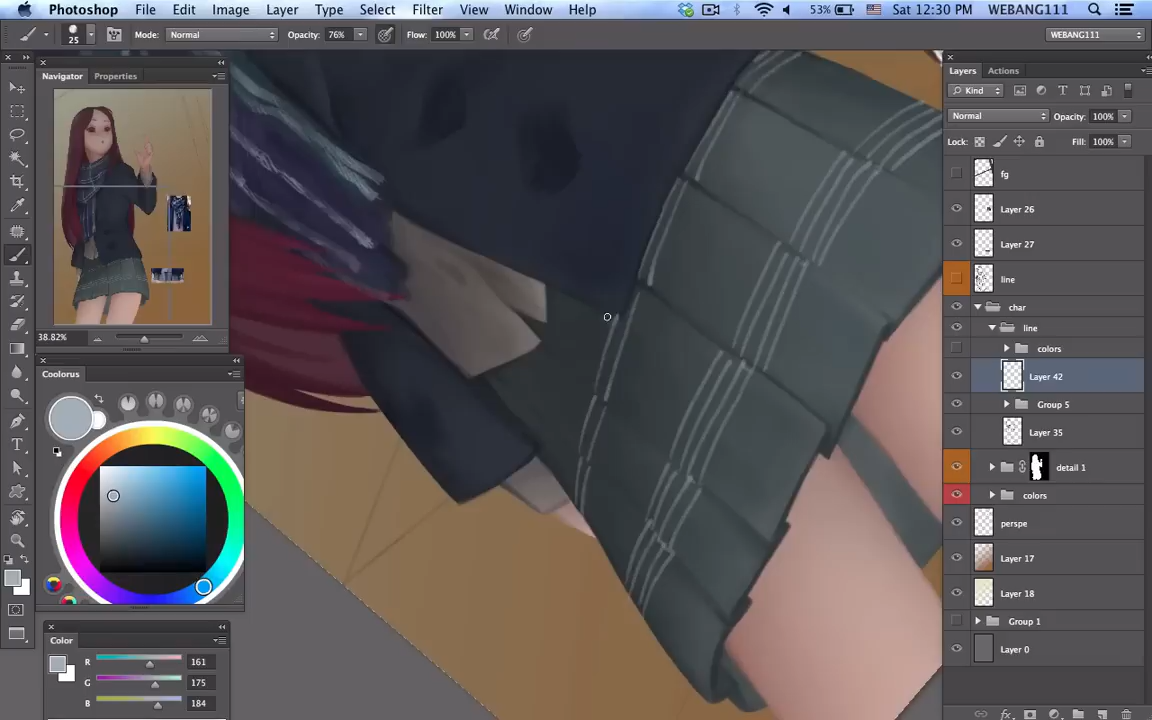 Photoshop File Edit Image Layer Type Select Filter View Window Help 53% Sat 12:30 PM WEBANG111
25 Mode: Normal Opacity: 76% Flow: 100% WEBANG111
Navigator Properties
38.82%
Coolorus
Color
R 161
G 175
B 184
Layers Actions
Kind
Normal Opacity: 100%
Lock: Fill: 100%
fg
Layer 26
Layer 27
line
char
line
colors
Layer 42
Group 5
Layer 35
detail 1
colors
perspe
Layer 17
Layer 18
Group 1
Layer 0
fx